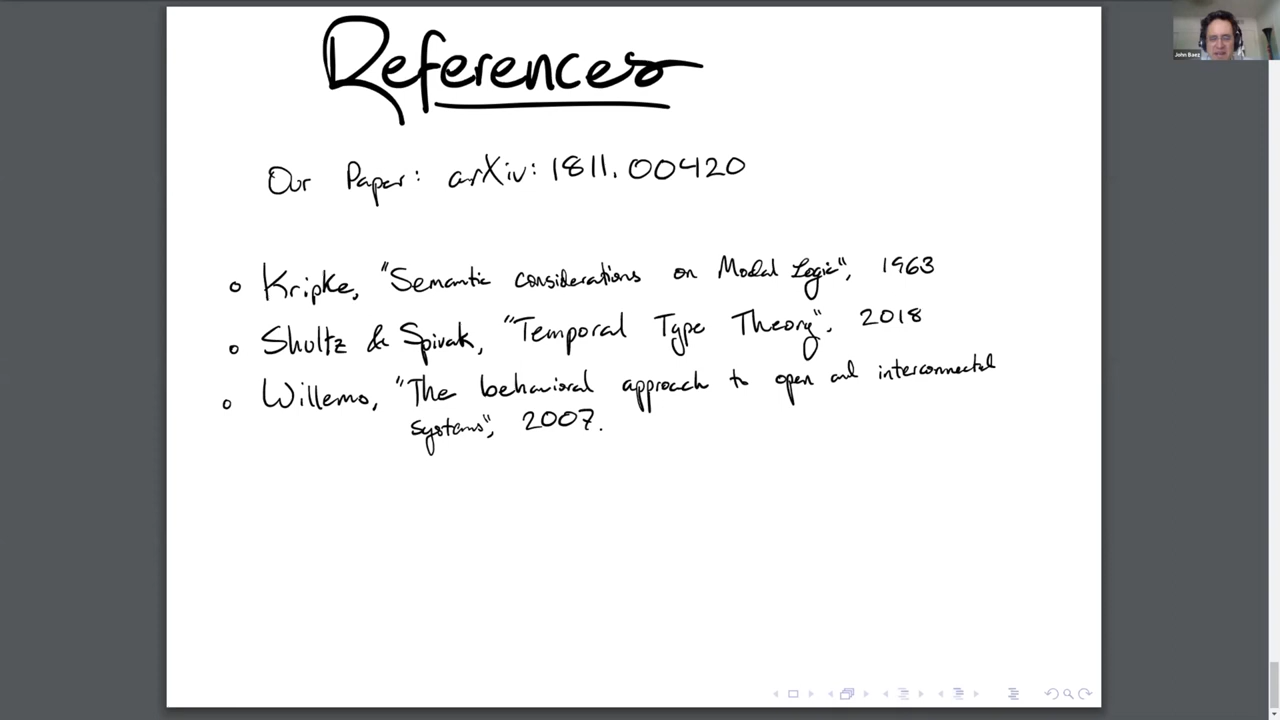 References
Our Paper: arXiv: 1811.00420
Kripke, "Semantic considerations on Modal Logic", 1963
Shultz & Spivak, "Temporal Type Theory". 2018
Willems, "The behavioral approach to open and interconnected
systems", 2007.
John Baez